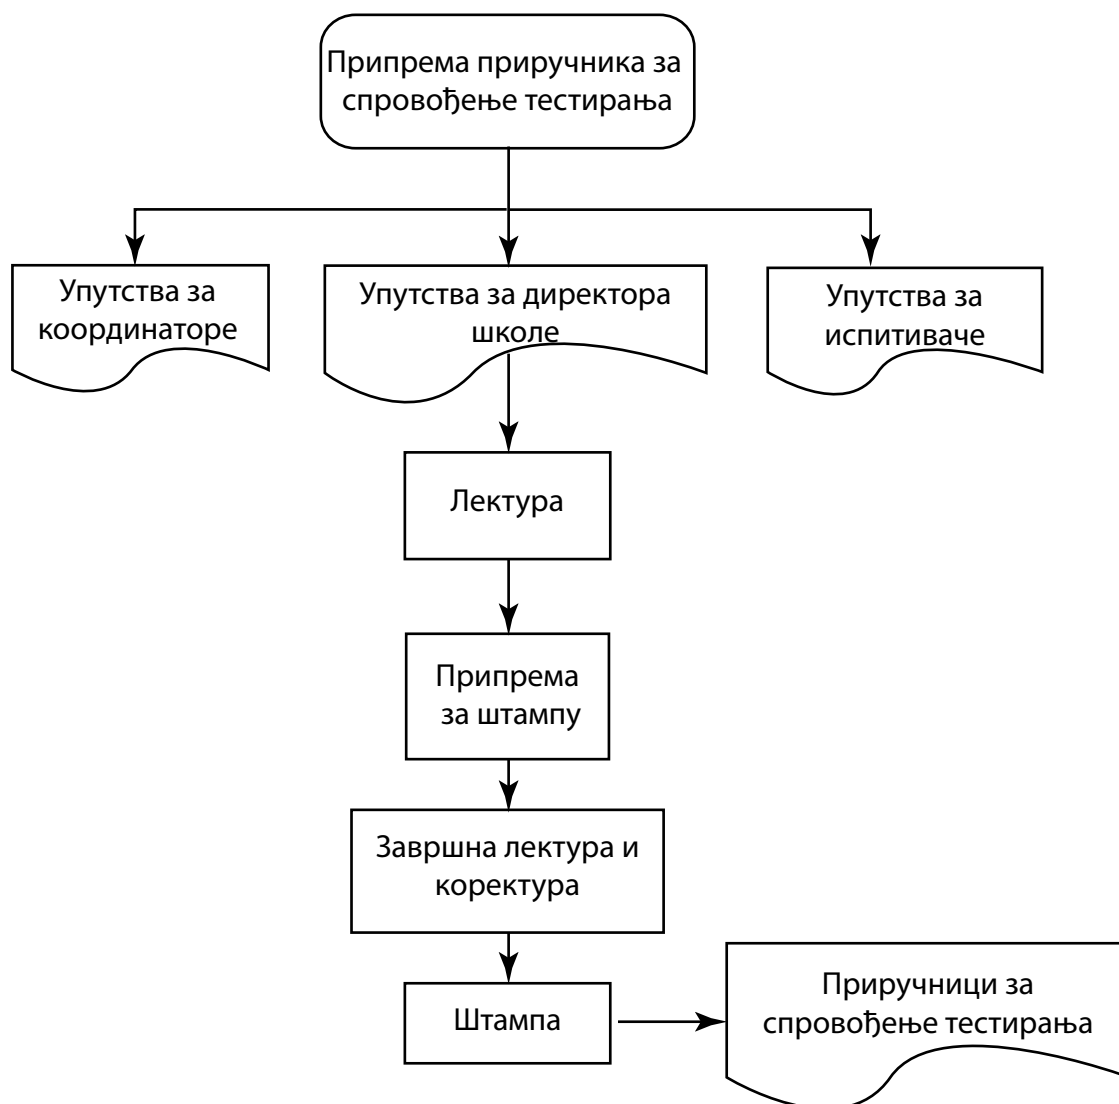 Припрема приручника за
спровођење тестирања
Упутства за
координаторе
Упутства за директора
школе
Упутства за
испитиваче
Лектура
Припрема
за штампу
Завршна лектура и
коректура
Штампа
Приручници за
спровођење тестирања